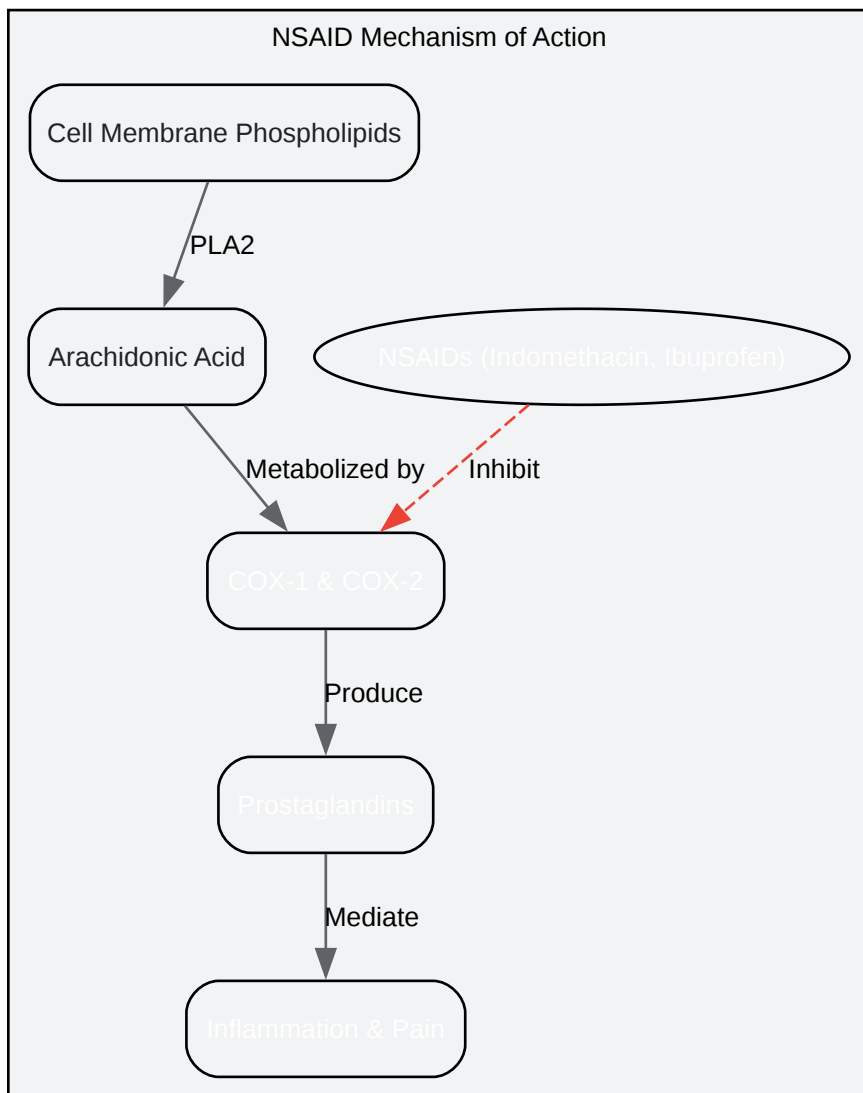 NSAID Mechanism of Action
Cell Membrane Phospholipids
PLA2
Arachidonic Acid
NSAIDs (Indomethacin, Ibuprofen)
Metabolized by
Inhibit
COX-1 & COX-2
Produce
Prostaglandins
Mediate
Inflammation & Pain